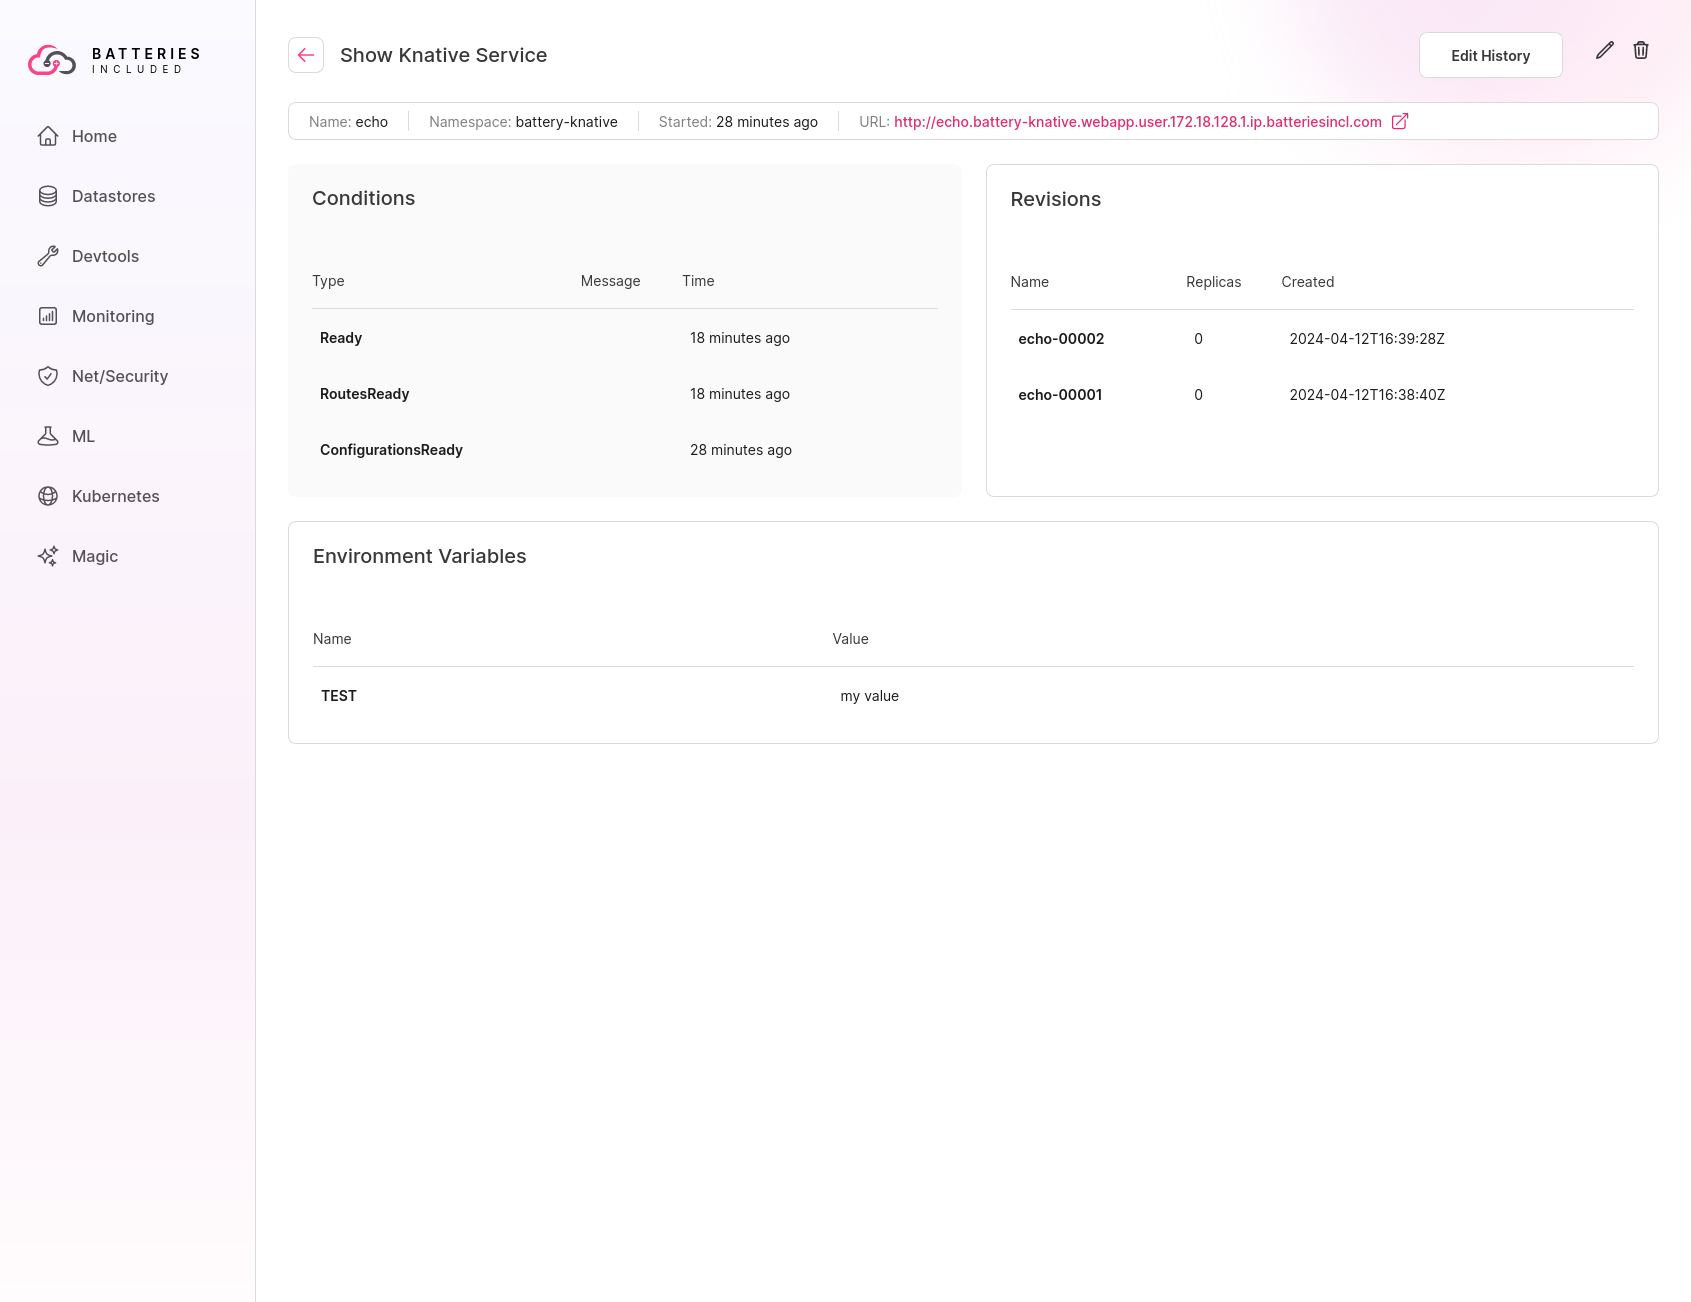 BATTERIES
INCLUDED
Home
Datastores
Devtools
Monitoring
Net/Security
ML
Kubernetes
Magic
Show Knative Service
Edit History
Name: echo
Namespace: battery-knative
Started: 28 minutes ago
URL: http://echo.battery-knative.webapp.user.172.18.128.1.ip.batteriesincl.com
Conditions
Type Message Time
Ready 18 minutes ago
RoutesReady 18 minutes ago
ConfigurationsReady 28 minutes ago
Revisions
Name Replicas Created
echo-00002 0 2024-04-12T16:39:28Z
echo-00001 0 2024-04-12T16:38:40Z
Environment Variables
Name Value
TEST my value